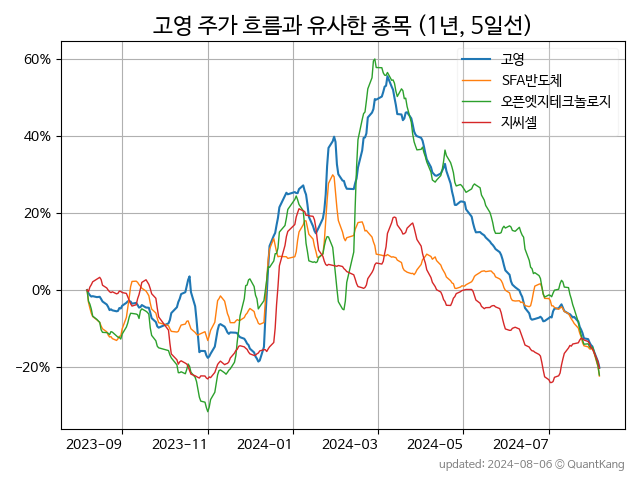 고영 주가 흐름과 유사한 종목 (1년, 5일선)
60%
40%
20%
0%
−20%
고영
SFA반도체
오픈엣지테크놀로지
지씨셀
2023-09
2023-11
2024-01
2024-03
2024-05
2024-07
updated: 2024-08-06 © QuantKang